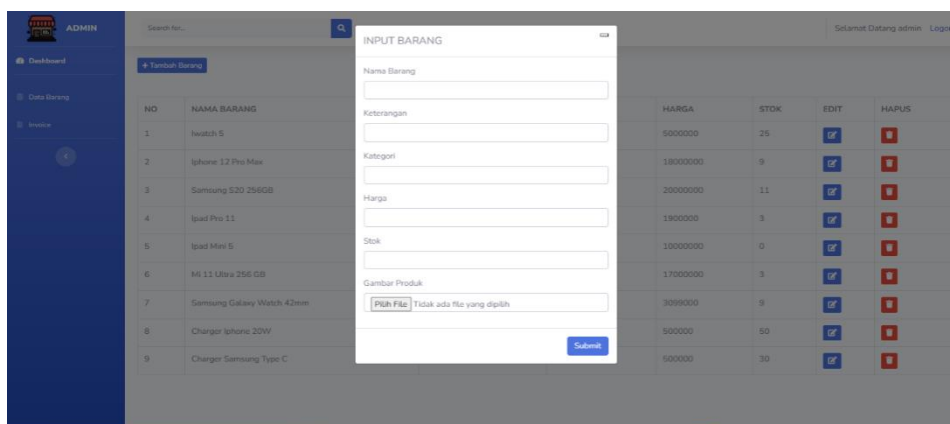 ADMIN
Search for...
Selamat Datang admin Logo
Dashboard
Data Barang
Invoice
+ Tambah Barang
INPUT BARANG
Nama Barang
Keterangan
Kategori
Harga
Stok
Gambar Produk
Pilih File Tidak ada file yang dipilih
Submit
NO NAMA BARANG HARGA STOK EDIT HAPUS
1 Iwatch 5 5000000 26
2 Iphone 12 Pro Max 18000000 9
3 Samsung S20 256GB 20000000 11
4 Ipad Pro 11 1900000 3
5 Ipad Mini 5 10000000 0
6 Mi 11 Ultra 256 GB 17000000 3
7 Samsung Galaxy Watch 42mm 3099000 9
8 Charger Iphone 20W 500000 50
9 Charger Samsung Type C 500000 30